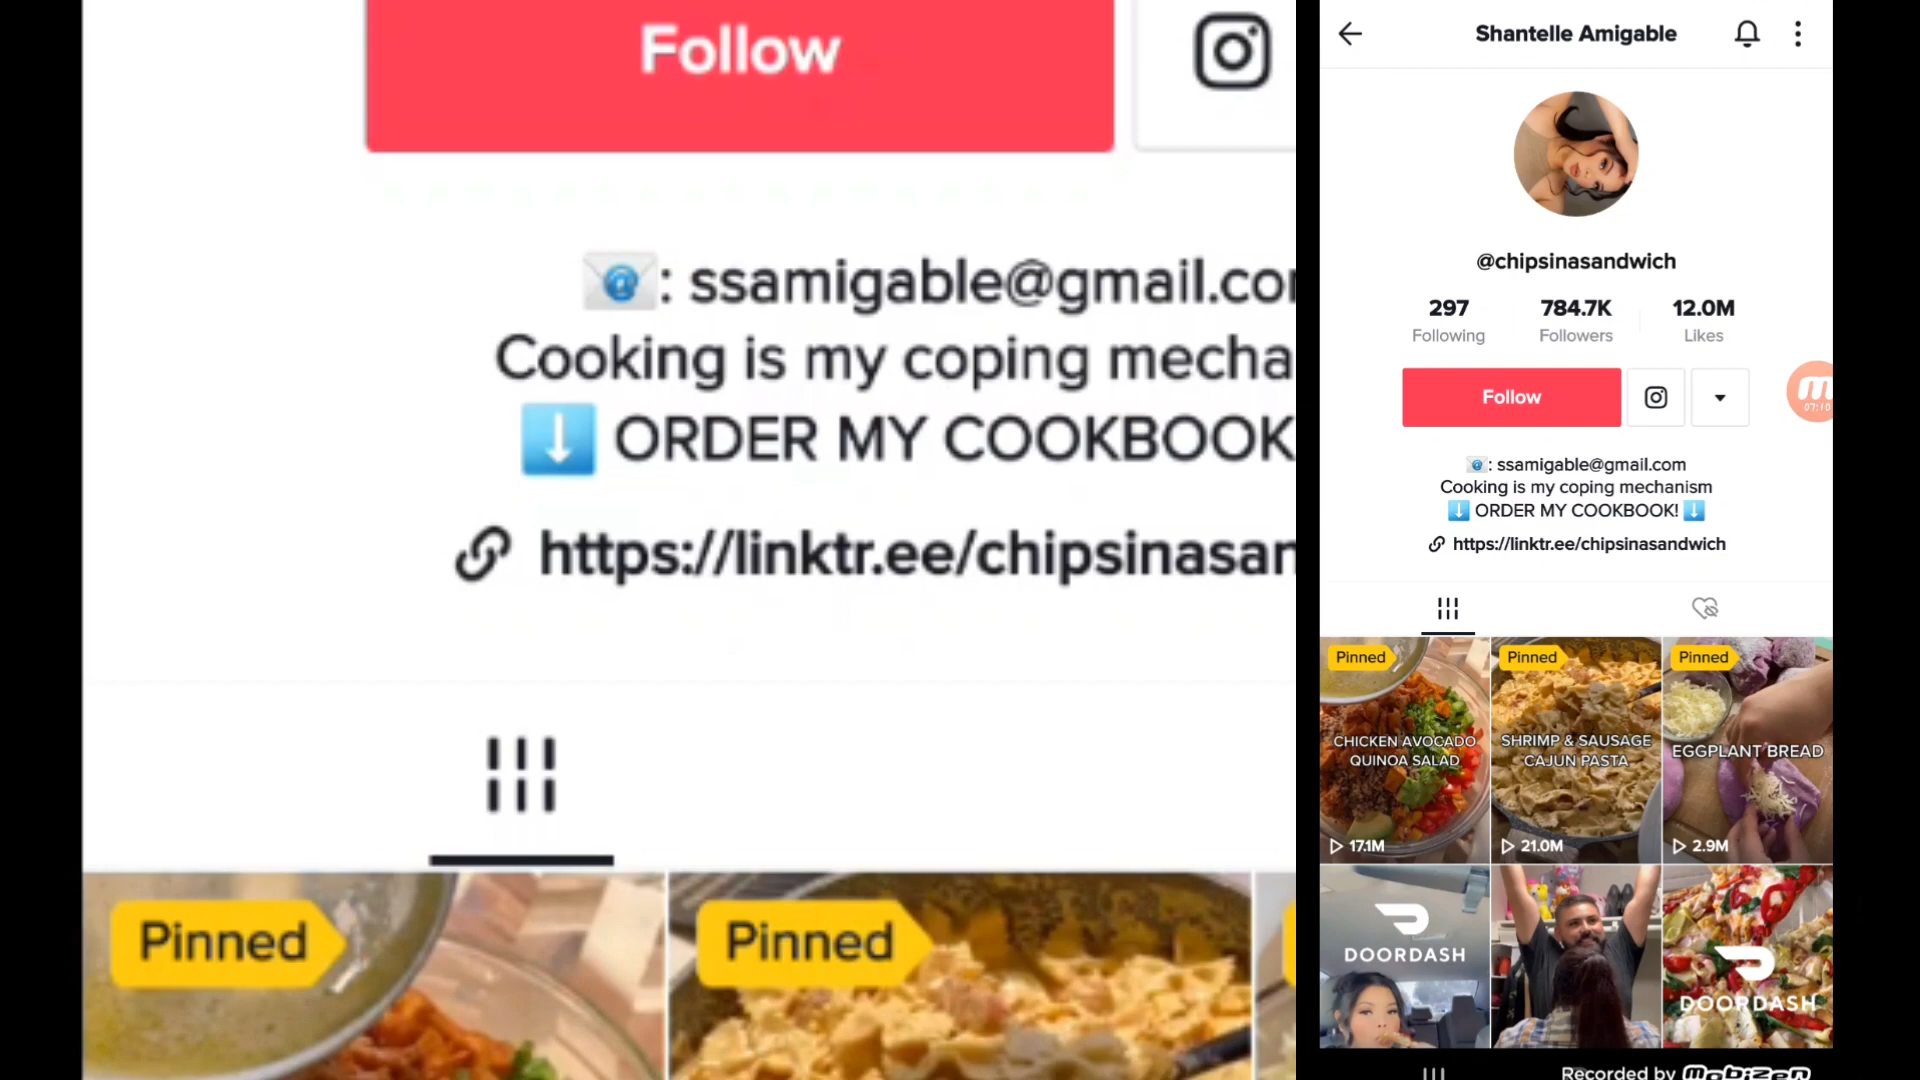 Follow
: ssamigable@gmail.co
Cooking is my coping mecha
ORDER MY COOKBOOK
https://linktr.ee/chipsinasan
Pinned
Pinned
Shantelle Amigable
@chipsinasandwich
297
Following
784.7K
Followers
12.0M
Likes
Follow
07:10
: ssamigable@gmail.com
Cooking is my coping mechanism
ORDER MY COOKBOOK!
https://linktr.ee/chipsinasandwich
Pinned
CHICKEN AVOCADO
QUINOA SALAD
17.1M
Pinned
SHRIMP & SAUSAGE
CAJUN PASTA
21.0M
Pinned
EGGPLANT BREAD
2.9M
DOORDASH
DOORDASH
Recorded by mobizen